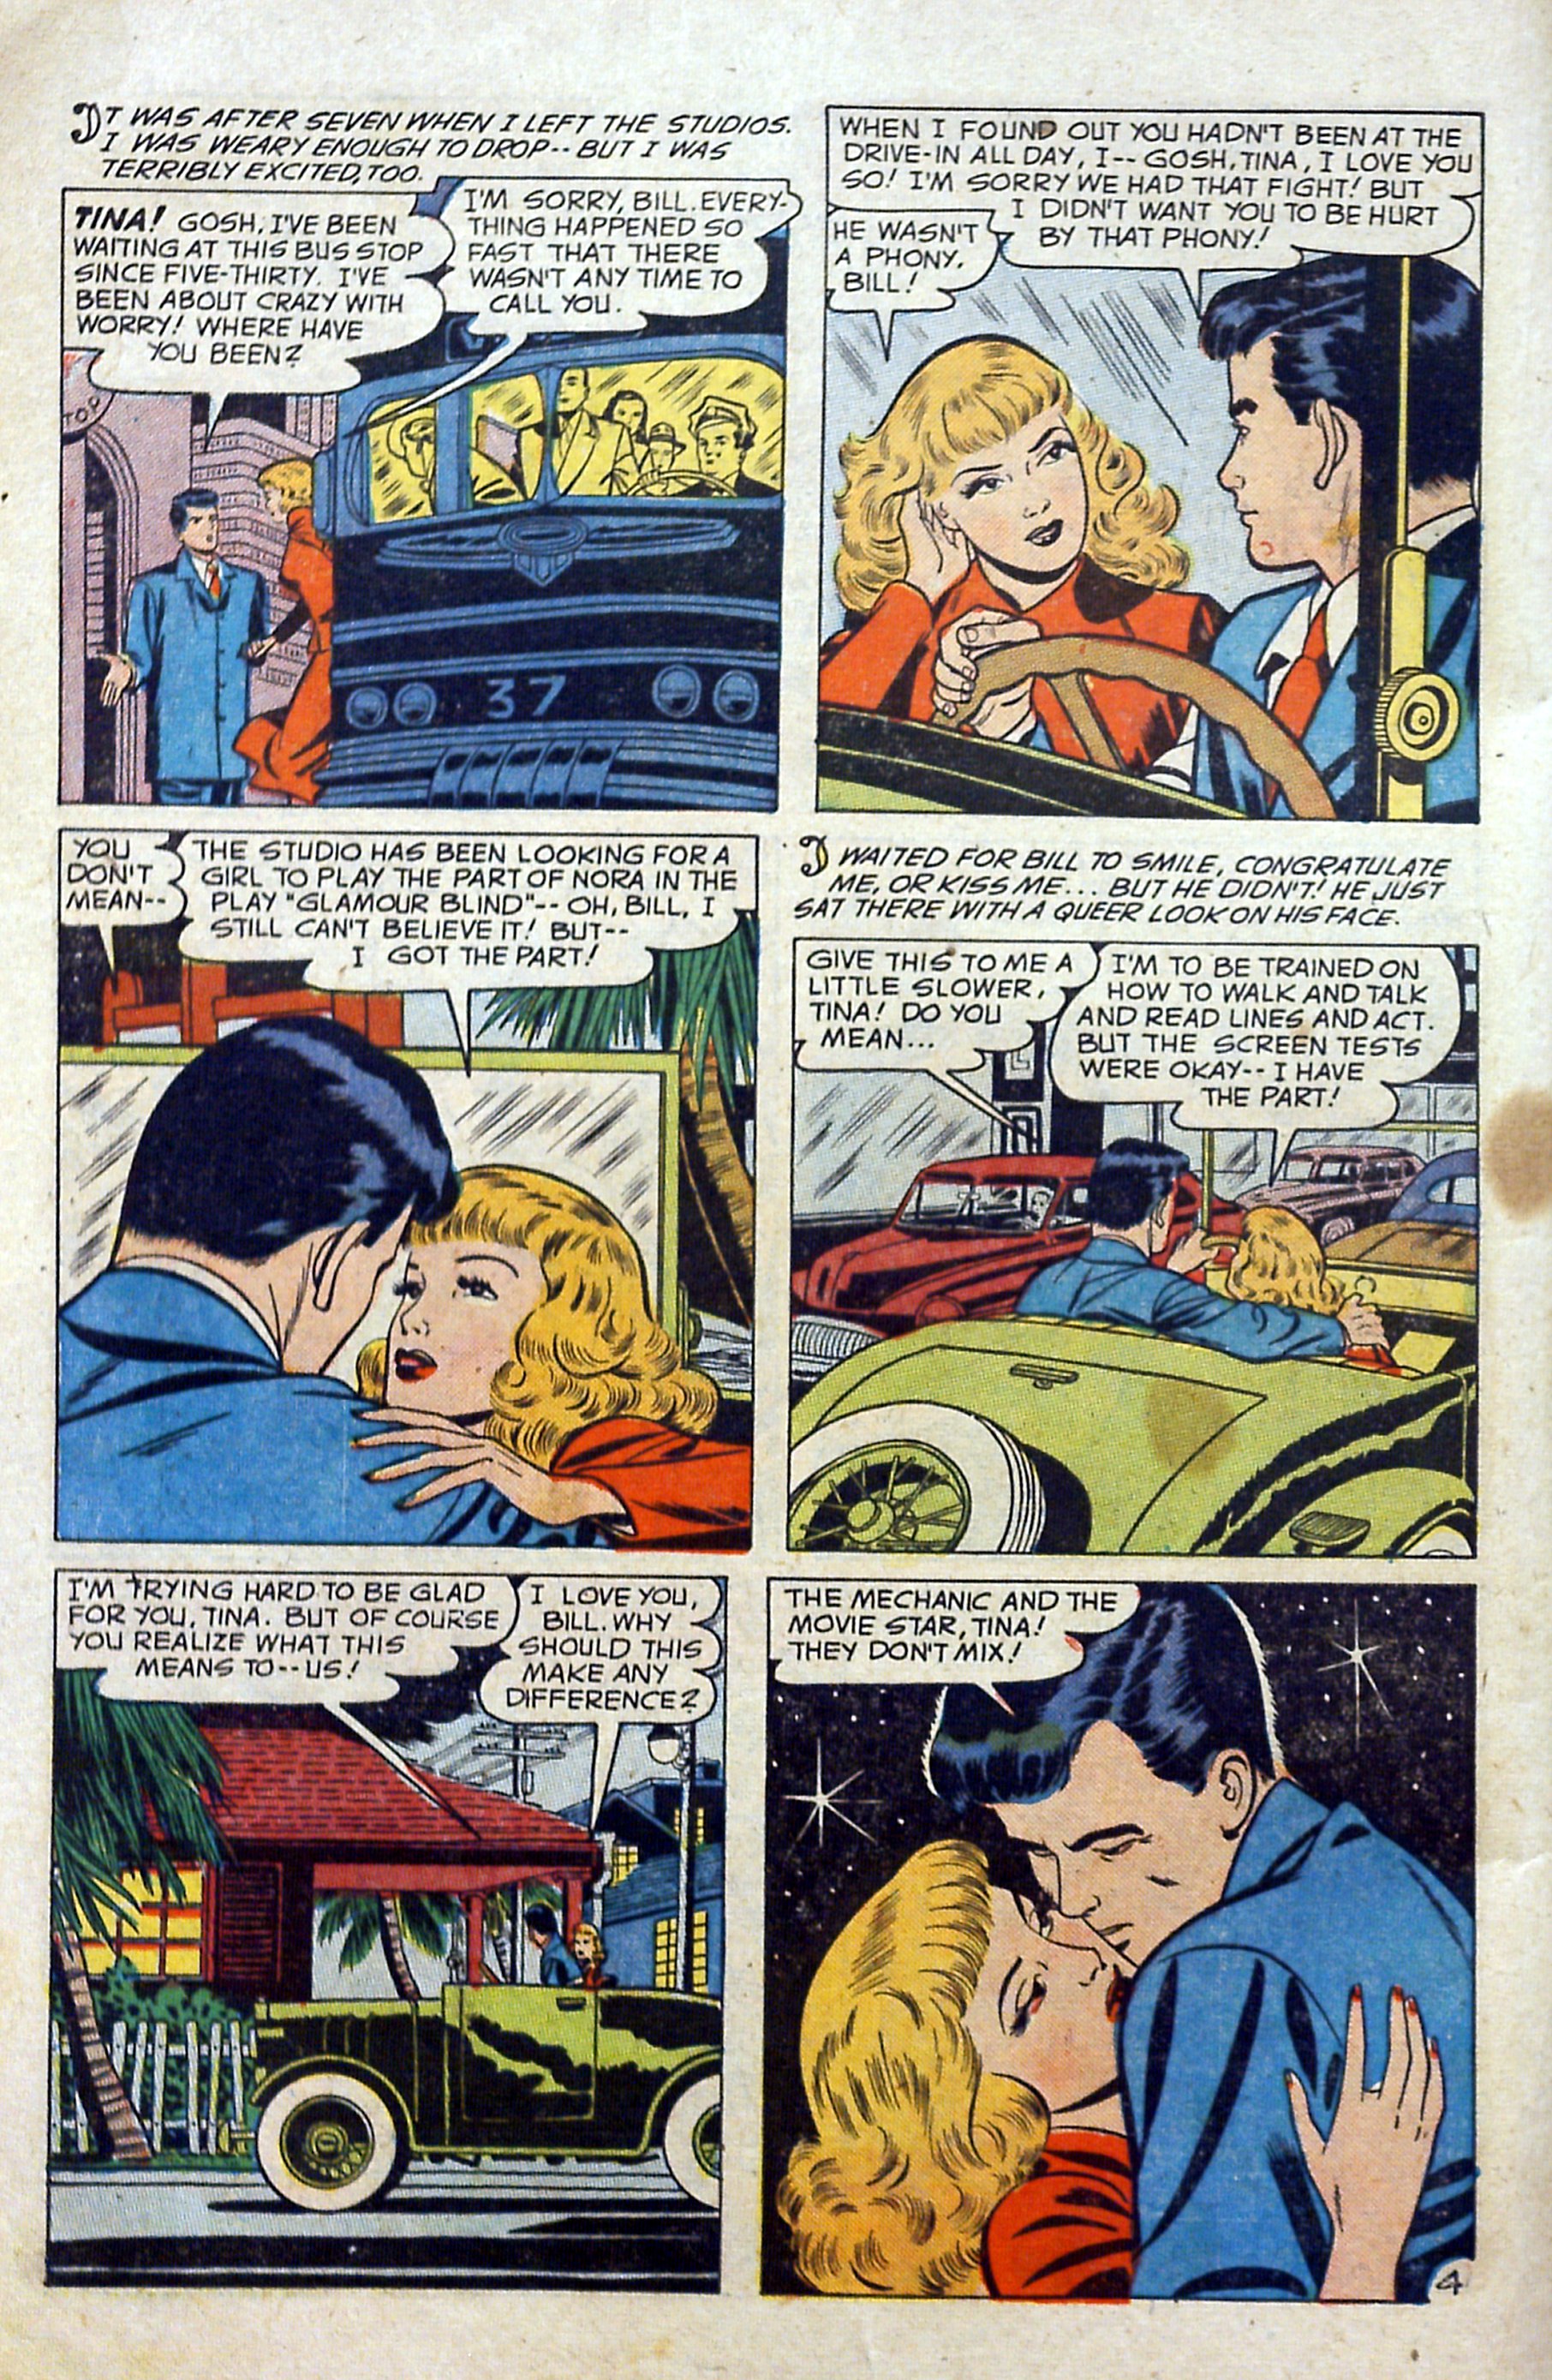 IT WAS AFTER SEVEN WHEN I LEFT THE STUDIOS.
I WAS WEARY ENOUGH TO DROP-- BUT I WAS
TERRIBLY EXCITED, TOO.
TINA! GOSH, I'VE BEEN
WAITING AT THIS BUS STOP
SINCE FIVE-THIRTY. I'VE
BEEN ABOUT CRAZY WITH
WORRY! WHERE HAVE
YOU BEEN?
I'M SORRY, BILL. EVERY-
THING HAPPENED SO
FAST THAT THERE
WASN'T ANY TIME TO
CALL YOU.
TOP
37
WHEN I FOUND OUT YOU HADN'T BEEN AT THE
DRIVE-IN ALL DAY, I-- GOSH, TINA, I LOVE YOU
SO! I'M SORRY WE HAD THAT FIGHT! BUT
I DIDN'T WANT YOU TO BE HURT
BY THAT PHONY!
HE WASN'T
A PHONY,
BILL!
YOU
DON'T
MEAN--
THE STUDIO HAS BEEN LOOKING FOR A
GIRL TO PLAY THE PART OF NORA IN THE
PLAY "GLAMOUR BLIND"-- OH, BILL, I
STILL CAN'T BELIEVE IT! BUT--
I GOT THE PART!
I WAITED FOR BILL TO SMILE, CONGRATULATE
ME, OR KISS ME... BUT HE DIDN'T! HE JUST
SAT THERE WITH A QUEER LOOK ON HIS FACE.
GIVE THIS TO ME A
LITTLE SLOWER,
TINA! DO YOU
MEAN...
I'M TO BE TRAINED ON
HOW TO WALK AND TALK
AND READ LINES AND ACT.
BUT THE SCREEN TESTS
WERE OKAY-- I HAVE
THE PART!
I'M TRYING HARD TO BE GLAD
FOR YOU, TINA. BUT OF COURSE
YOU REALIZE WHAT THIS
MEANS TO-- US!
I LOVE YOU,
BILL. WHY
SHOULD THIS
MAKE ANY
DIFFERENCE?
THE MECHANIC AND THE
MOVIE STAR, TINA!
THEY DON'T MIX!
4